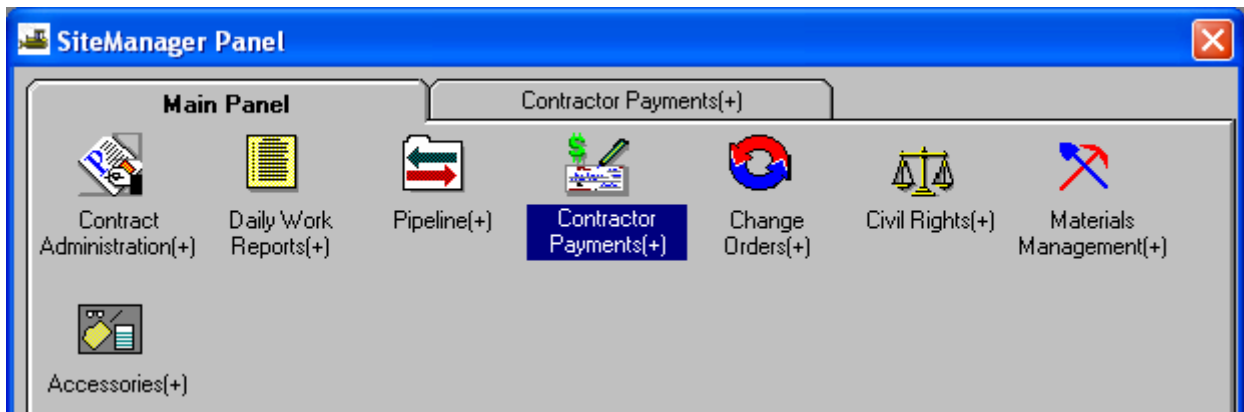 SiteManager Panel
Main Panel
Contractor Payments(+)
Contract
Administration(+)
Daily Work
Reports(+)
Pipeline(+)
Contractor
Payments(+)
Change
Orders(+)
Civil Rights(+)
Materials
Management(+)
Accessories(+)